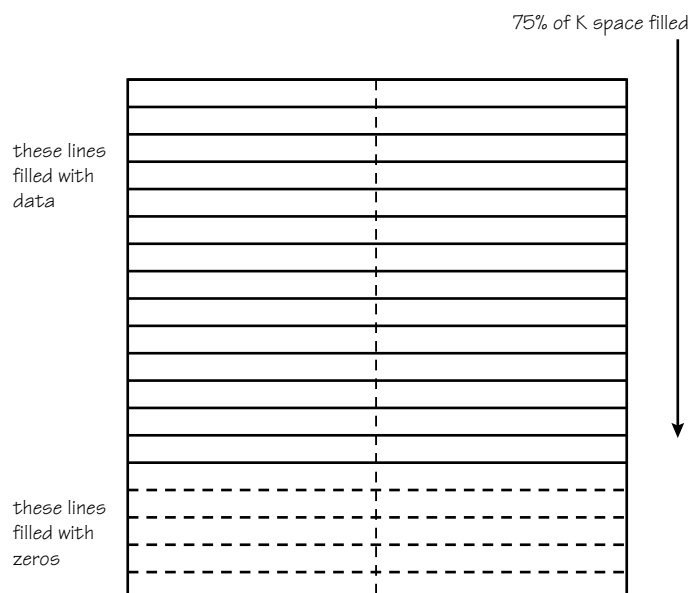 75% of K space filled
these lines
filled with
data
these lines
filled with
zeros